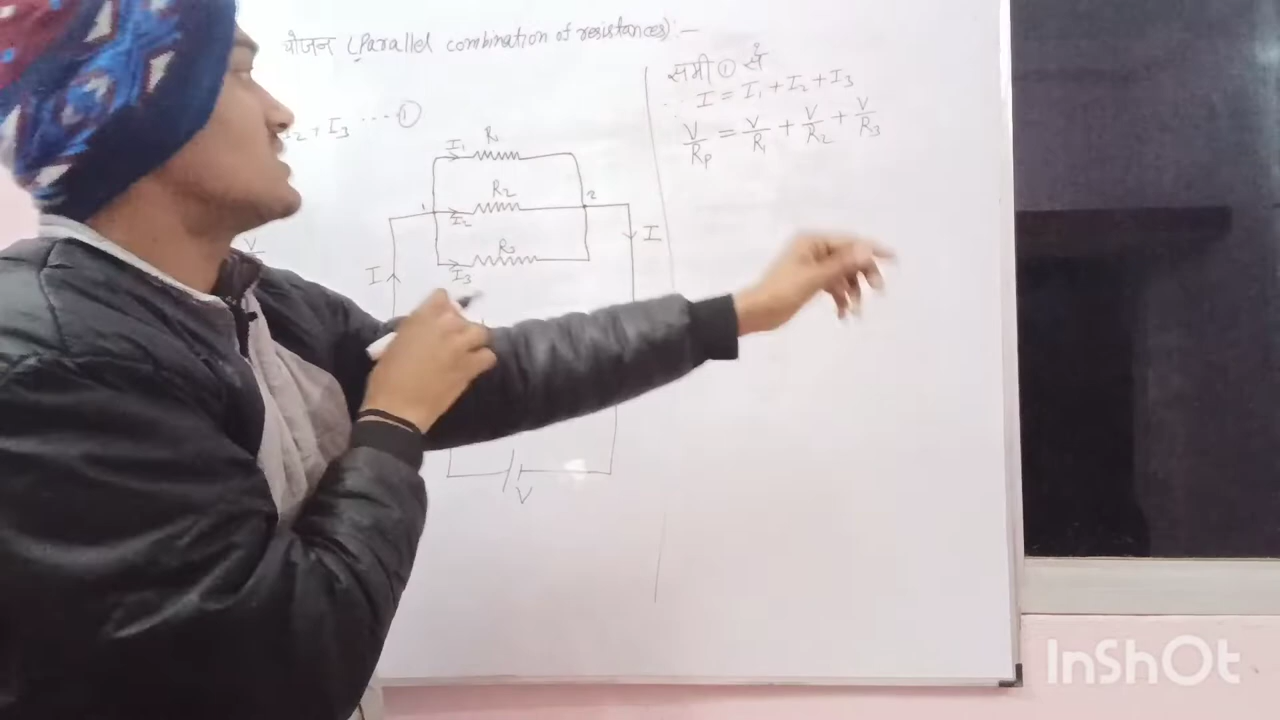 योजन (Parallel combination of resistances):-
I₂ + I₃ ... ①
समी ① से
I = I₁ + I₂ + I₃
V/Rp = V/R₁ + V/R₂ + V/R₃
R₁
I₁
R₂
1
2
I₂
I
R₃
I₃
I
V
V
InShOt